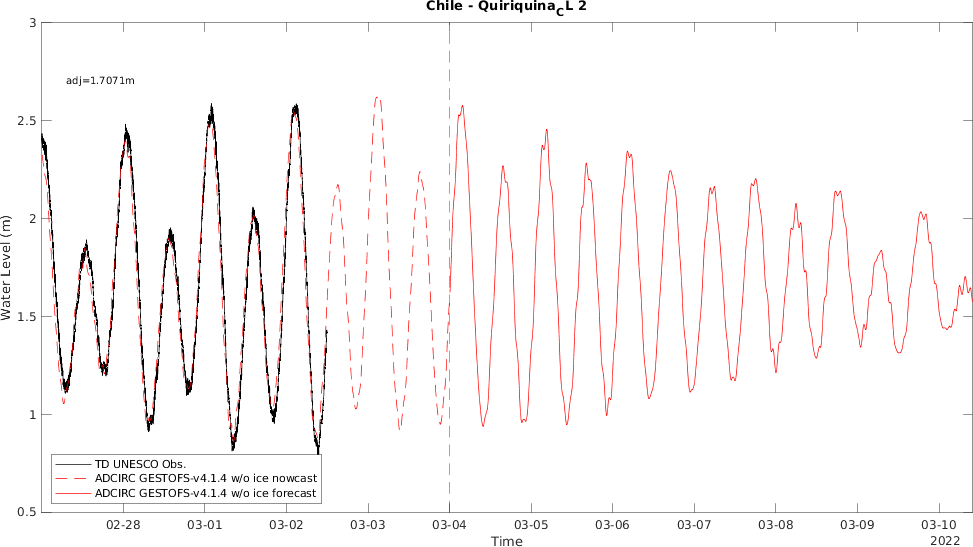 Chile - Quiriquina_CL 2
adj=1.7071m
3
2.5
2
1.5
1
0.5
Water Level (m)
TD UNESCO Obs.
ADCIRC GESTOFS-v4.1.4 w/o ice nowcast
ADCIRC GESTOFS-v4.1.4 w/o ice forecast
02-28 03-01 03-02 03-03 03-04 03-05 03-06 03-07 03-08 03-09 03-10
Time 2022